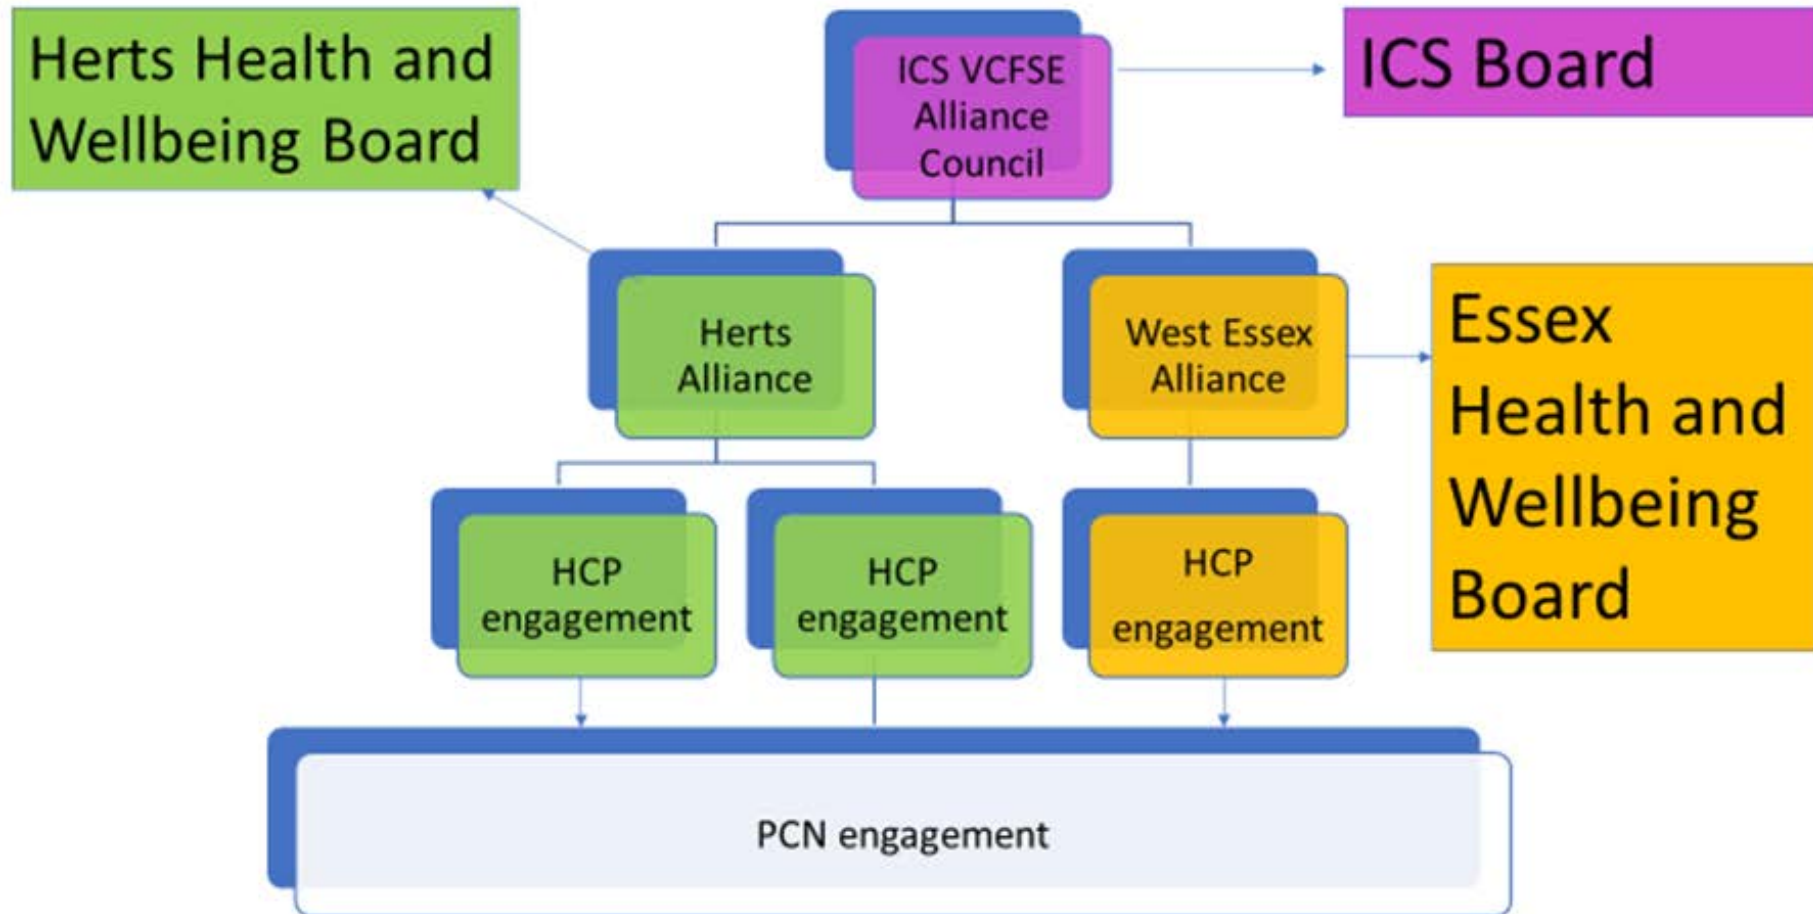 Herts Health and
Wellbeing Board
ICS VCFSE
Alliance
Council
ICS Board
Herts
Alliance
West Essex
Alliance
Essex
Health and
Wellbeing
Board
HCP
engagement
HCP
engagement
HCP
engagement
PCN engagement